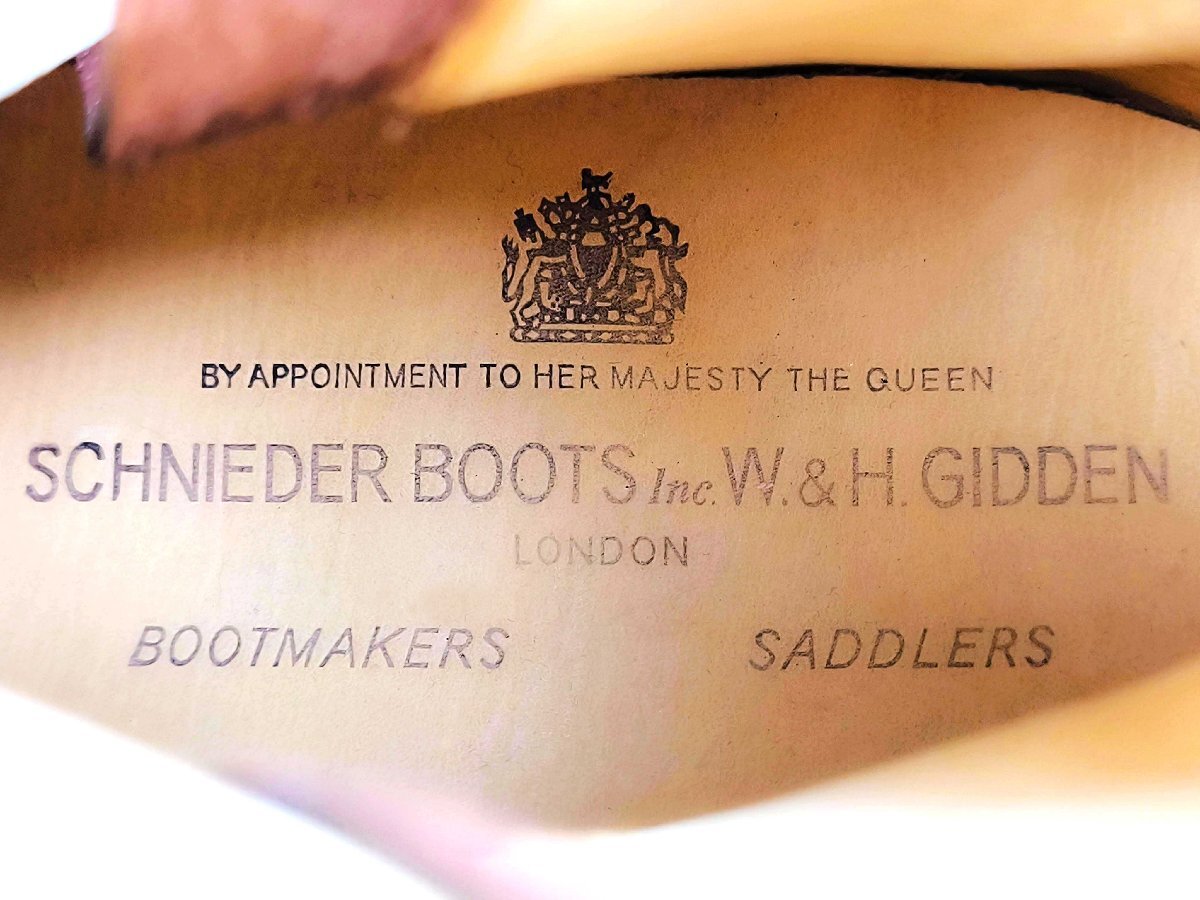 BY APPOINTMENT TO HER MAJESTY THE QUEEN
SCHNIEDER BOOTS Inc. W. & H. GIDDEN
LONDON
BOOTMAKERS SADDLERS